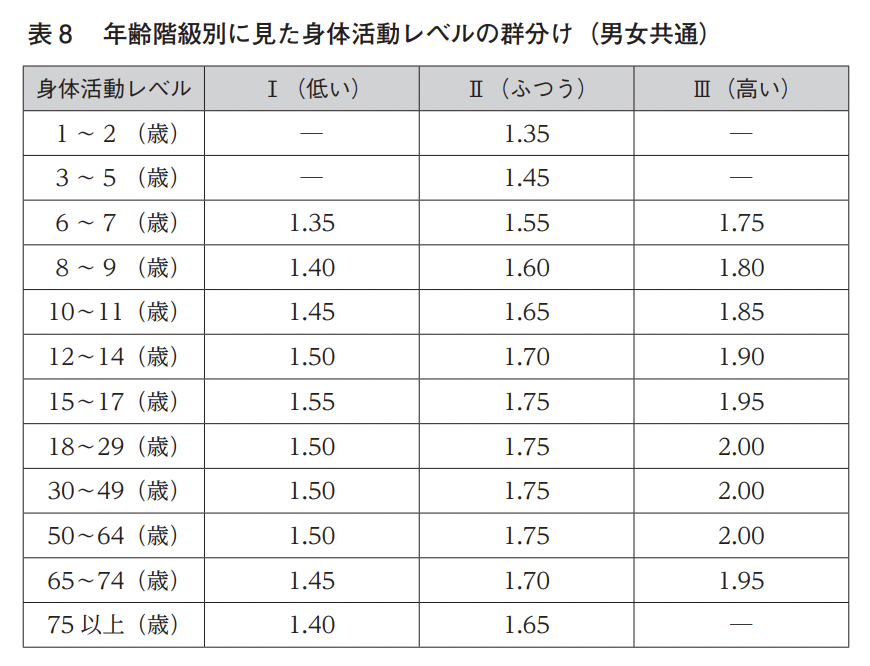 表8 年齢階級別に見た身体活動レベルの群分け(男女共通)
身体活動レベル Ⅰ(低い) Ⅱ(ふつう) Ⅲ(高い)
1~2(歳) — 1.35 —
3~5(歳) — 1.45 —
6~7(歳) 1.35 1.55 1.75
8~9(歳) 1.40 1.60 1.80
10~11(歳) 1.45 1.65 1.85
12~14(歳) 1.50 1.70 1.90
15~17(歳) 1.55 1.75 1.95
18~29(歳) 1.50 1.75 2.00
30~49(歳) 1.50 1.75 2.00
50~64(歳) 1.50 1.75 2.00
65~74(歳) 1.45 1.70 1.95
75以上(歳) 1.40 1.65 —